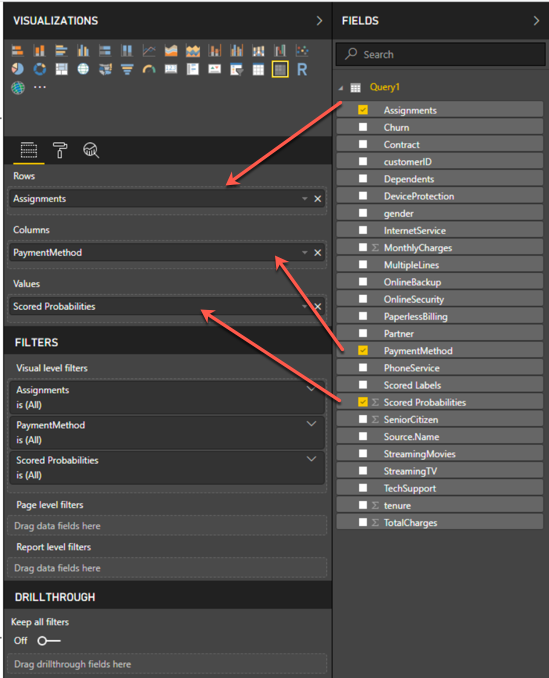 VISUALIZATIONS
R
Rows
Assignments
Columns
PaymentMethod
Values
Scored Probabilities
FILTERS
Visual level filters
Assignments
is (All)
PaymentMethod
is (All)
Scored Probabilities
is (All)
Page level filters
Drag data fields here
Report level filters
Drag data fields here
DRILLTHROUGH
Keep all filters
Off
Drag drillthrough fields here
FIELDS
Search
Query1
Assignments
Churn
Contract
customerID
Dependents
DeviceProtection
gender
InternetService
Σ MonthlyCharges
MultipleLines
OnlineBackup
OnlineSecurity
PaperlessBilling
Partner
PaymentMethod
PhoneService
Scored Labels
Σ Scored Probabilities
Σ SeniorCitizen
Source.Name
StreamingMovies
StreamingTV
TechSupport
Σ tenure
Σ TotalCharges